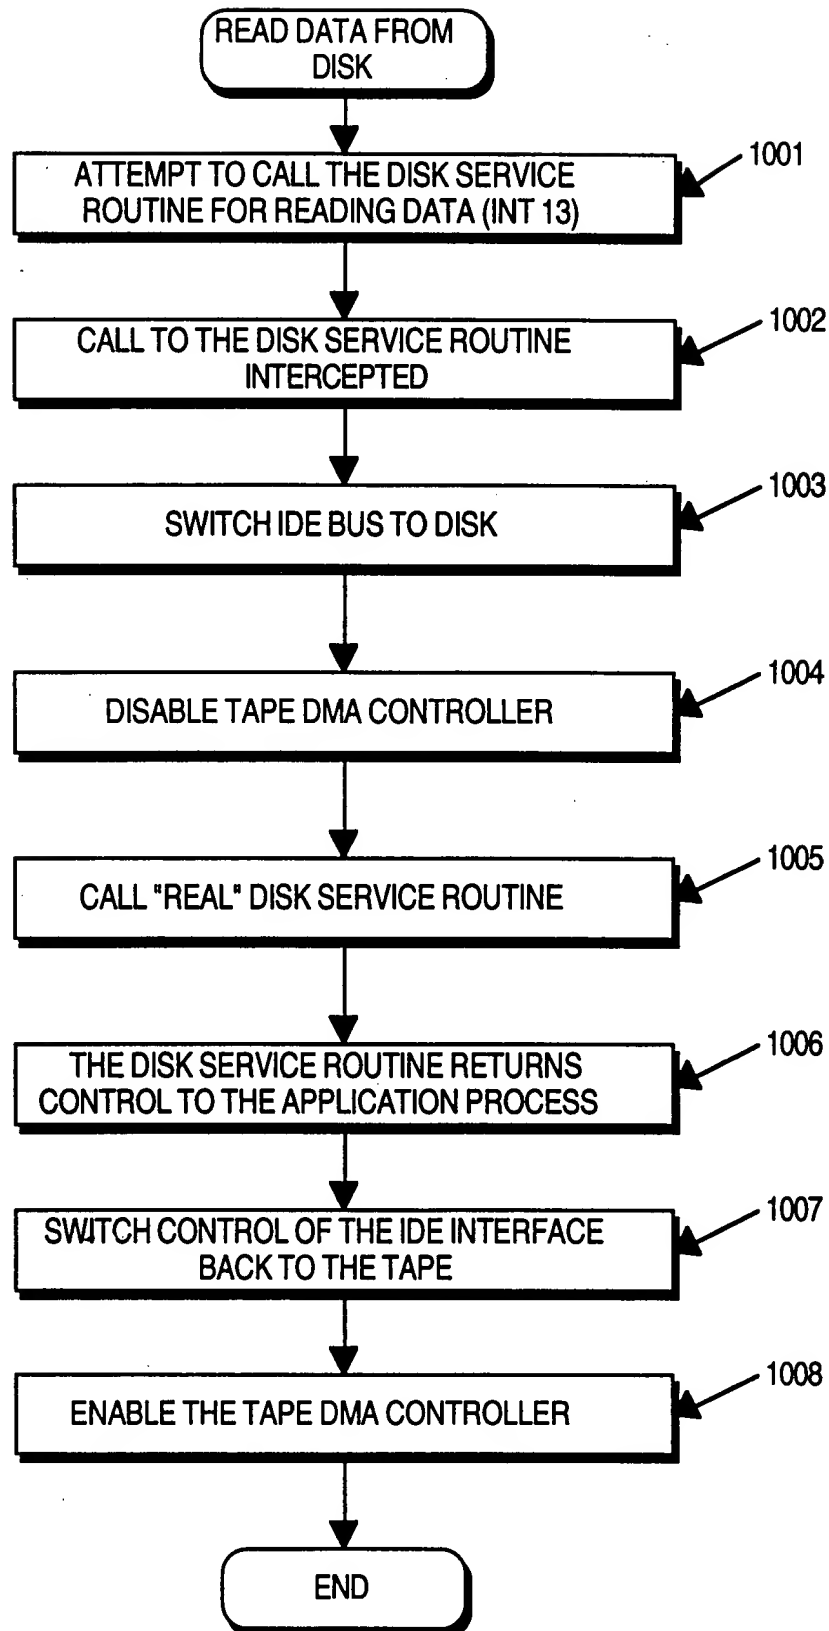 READ DATA FROM
DISK
1001
ATTEMPT TO CALL THE DISK SERVICE
ROUTINE FOR READING DATA (INT 13)
1002
CALL TO THE DISK SERVICE ROUTINE
INTERCEPTED
1003
SWITCH IDE BUS TO DISK
1004
DISABLE TAPE DMA CONTROLLER
1005
CALL "REAL" DISK SERVICE ROUTINE
1006
THE DISK SERVICE ROUTINE RETURNS
CONTROL TO THE APPLICATION PROCESS
1007
SWITCH CONTROL OF THE IDE INTERFACE
BACK TO THE TAPE
1008
ENABLE THE TAPE DMA CONTROLLER
END